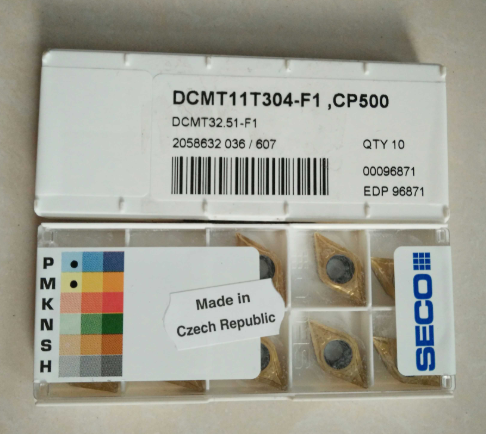 DCMT11T304-F1 ,CP500
DCMT32.51-F1
2058632 036 / 607
QTY 10
00096871
EDP 96871
P
M
K
N
S
H
Made in
Czech Republic
SECO